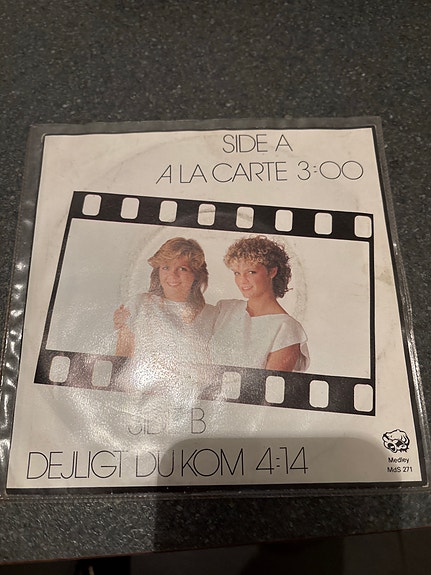 SIDE A
A LA CARTE 3:00
SIDE B
DEJLIGT DU KOM 4:14
Medley
MdS 271